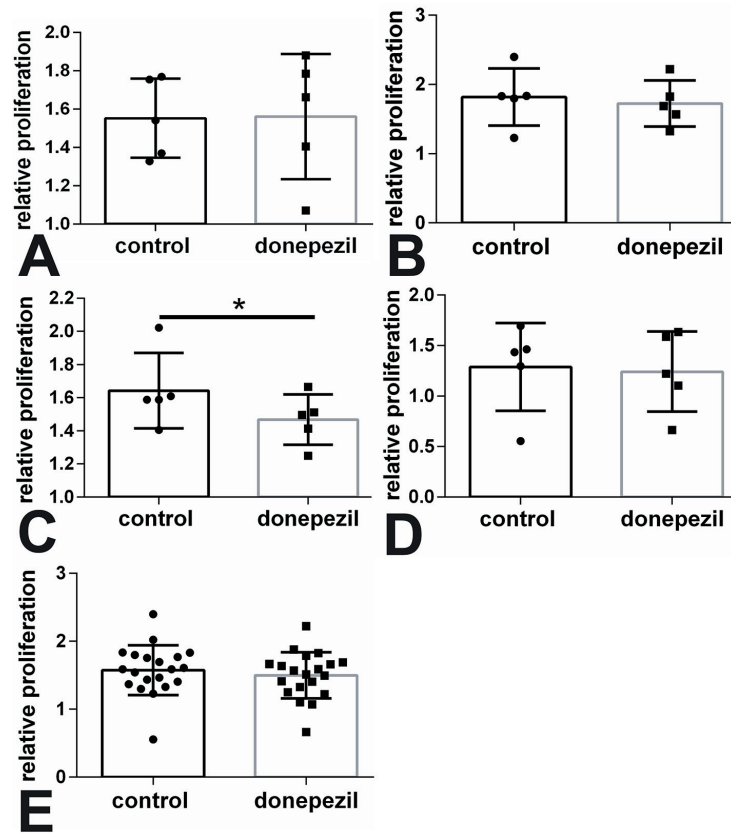 relative proliferation
2.0
1.8
1.6
1.4
1.2
1.0
control
donepezil
A
relative proliferation
3
2
1
0
control
donepezil
B
relative proliferation
2.2
2.0
1.8
1.6
1.4
1.2
1.0
*
control
donepezil
C
relative proliferation
2.0
1.5
1.0
0.5
0.0
control
donepezil
D
relative proliferation
3
2
1
0
control
donepezil
E